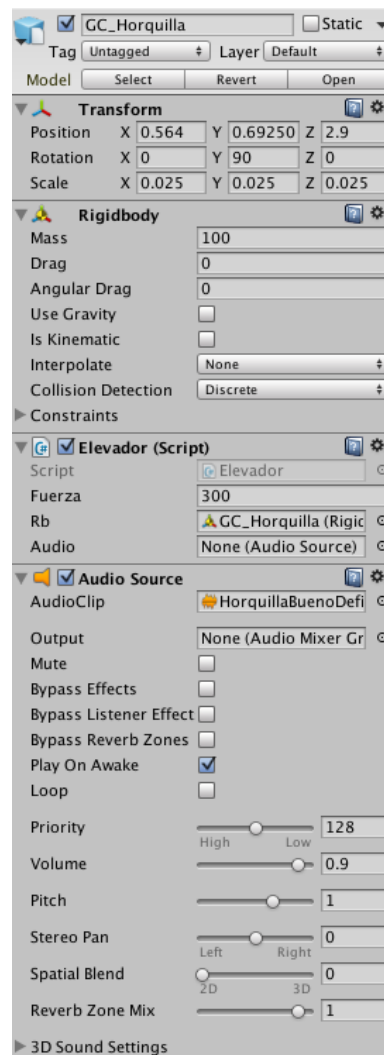 GC_Horquilla Static
Tag Untagged Layer Default
Model Select Revert Open
Transform
Position X 0.564 Y 0.69250 Z 2.9
Rotation X 0 Y 90 Z 0
Scale X 0.025 Y 0.025 Z 0.025
Rigidbody
Mass 100
Drag 0
Angular Drag 0
Use Gravity
Is Kinematic
Interpolate None
Collision Detection Discrete
Constraints
Elevador (Script)
Script Elevador
Fuerza 300
Rb GC_Horquilla (Rigic
Audio None (Audio Source)
Audio Source
AudioClip HorquillaBuenoDefi
Output None (Audio Mixer Gr
Mute
Bypass Effects
Bypass Listener Effect
Bypass Reverb Zones
Play On Awake
Loop
Priority 128
High Low
Volume 0.9
Pitch 1
Stereo Pan 0
Left Right
Spatial Blend 0
2D 3D
Reverb Zone Mix 1
3D Sound Settings